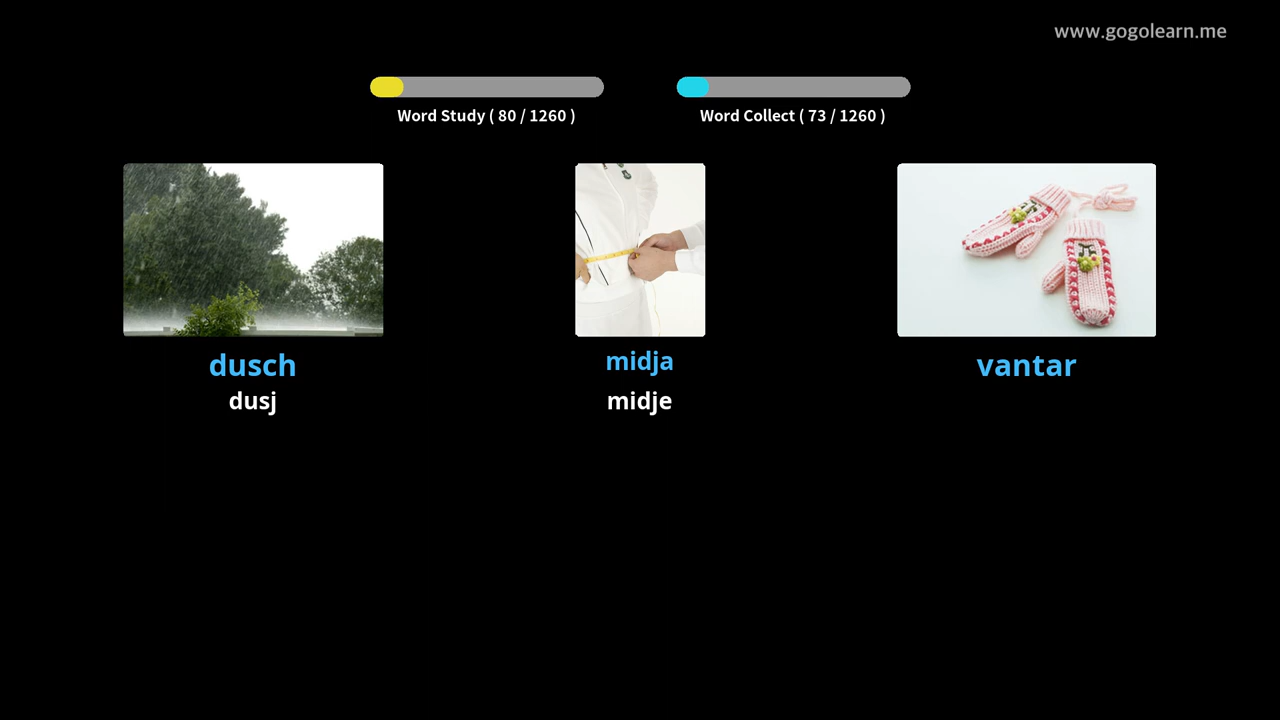 www.gogolearn.me
Word Study ( 80 / 1260 )
Word Collect ( 73 / 1260 )
dusch
dusj
midja
midje
vantar